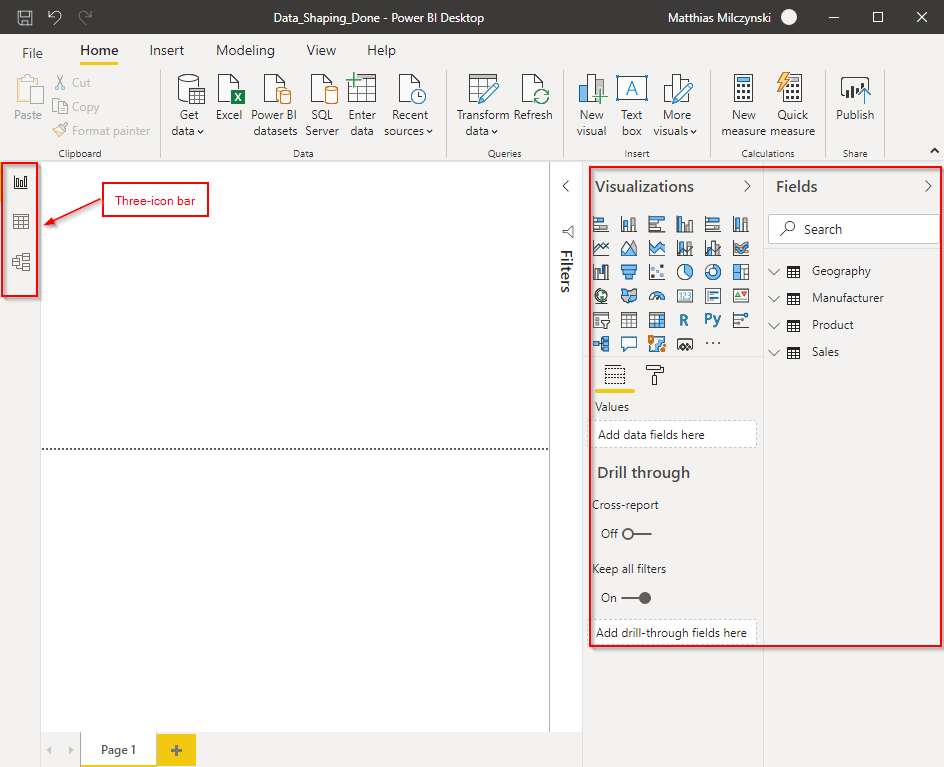 Data_Shaping_Done - Power BI Desktop
Matthias Milczynski
File
Home
Insert
Modeling
View
Help
Paste
Cut
Copy
Format painter
Clipboard
Get
data
Excel
Power BI
datasets
SQL
Server
Enter
data
Recent
sources
Data
Transform
data
Refresh
Queries
New
visual
Text
box
More
visuals
Insert
New
measure
Quick
measure
Calculations
Publish
Share
Three-icon bar
Filters
Visualizations
123
R
Py
Values
Add data fields here
Drill through
Cross-report
Off
Keep all filters
On
Add drill-through fields here
Fields
Search
Geography
Manufacturer
Product
Sales
Page 1